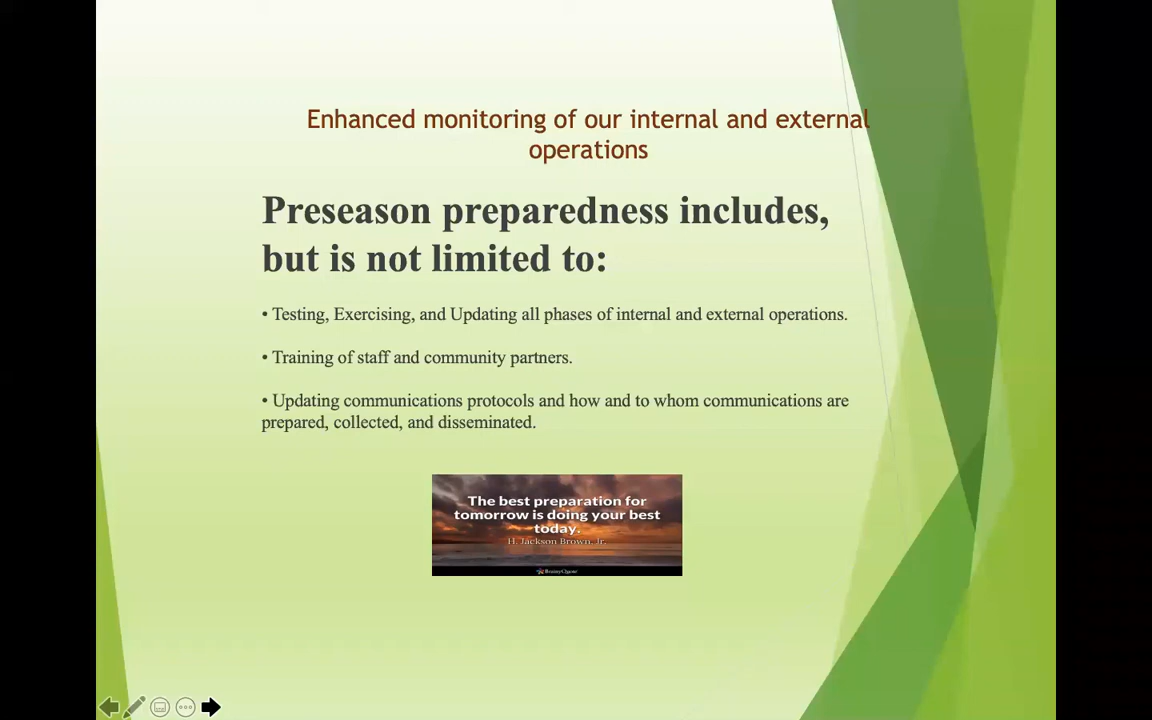 Enhanced monitoring of our internal and external
operations
Preseason preparedness includes,
but is not limited to:
• Testing, Exercising, and Updating all phases of internal and external operations.
• Training of staff and community partners.
• Updating communications protocols and how and to whom communications are
prepared, collected, and disseminated.
The best preparation for
tomorrow is doing your best
today.
H. Jackson Brown, Jr.
BrainyQuote